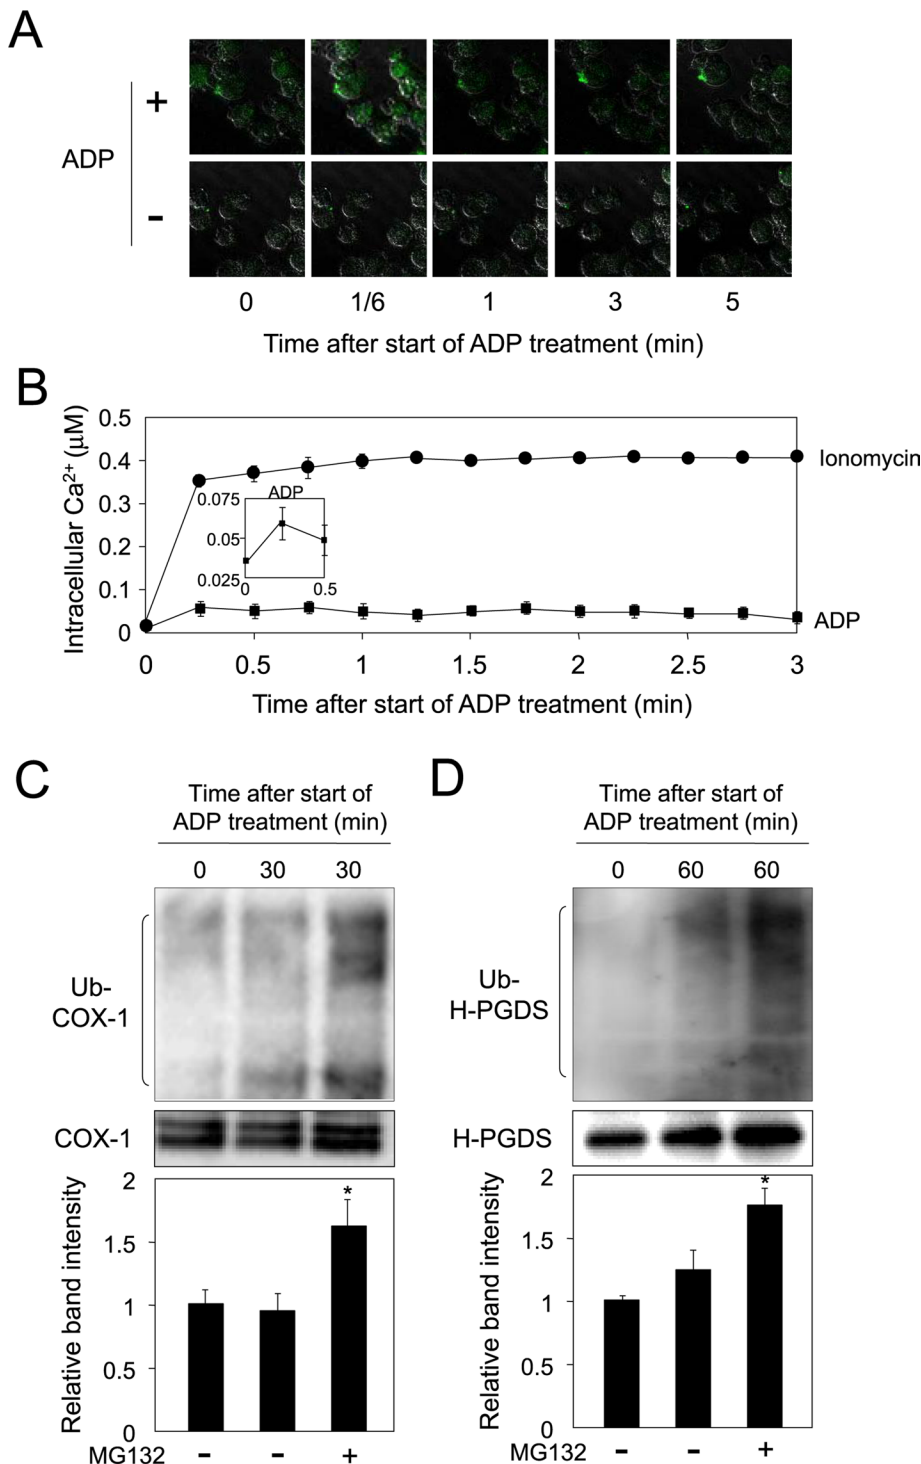 A
+
ADP
-
0 1/6 1 3 5
Time after start of ADP treatment (min)
B
Intracellular Ca²⁺ (μM)
0.5
0.4
0.3
0.2
0.1
0
Ionomycin
ADP
0.075
0.05
0.025
0 0.5
ADP
0 0.5 1 1.5 2 2.5 3
Time after start of ADP treatment (min)
C
Time after start of
ADP treatment (min)
0 30 30
Ub-
COX-1
COX-1
Relative band intensity
2
1.5
1
0.5
0
*
MG132 - - +
D
Time after start of
ADP treatment (min)
0 60 60
Ub-
H-PGDS
H-PGDS
Relative band intensity
2
1.5
1
0.5
0
*
MG132 - - +